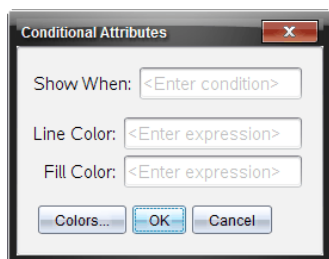 Conditional Attributes
Show When: <Enter condition>
Line Color: <Enter expression>
Fill Color: <Enter expression>
Colors... OK Cancel